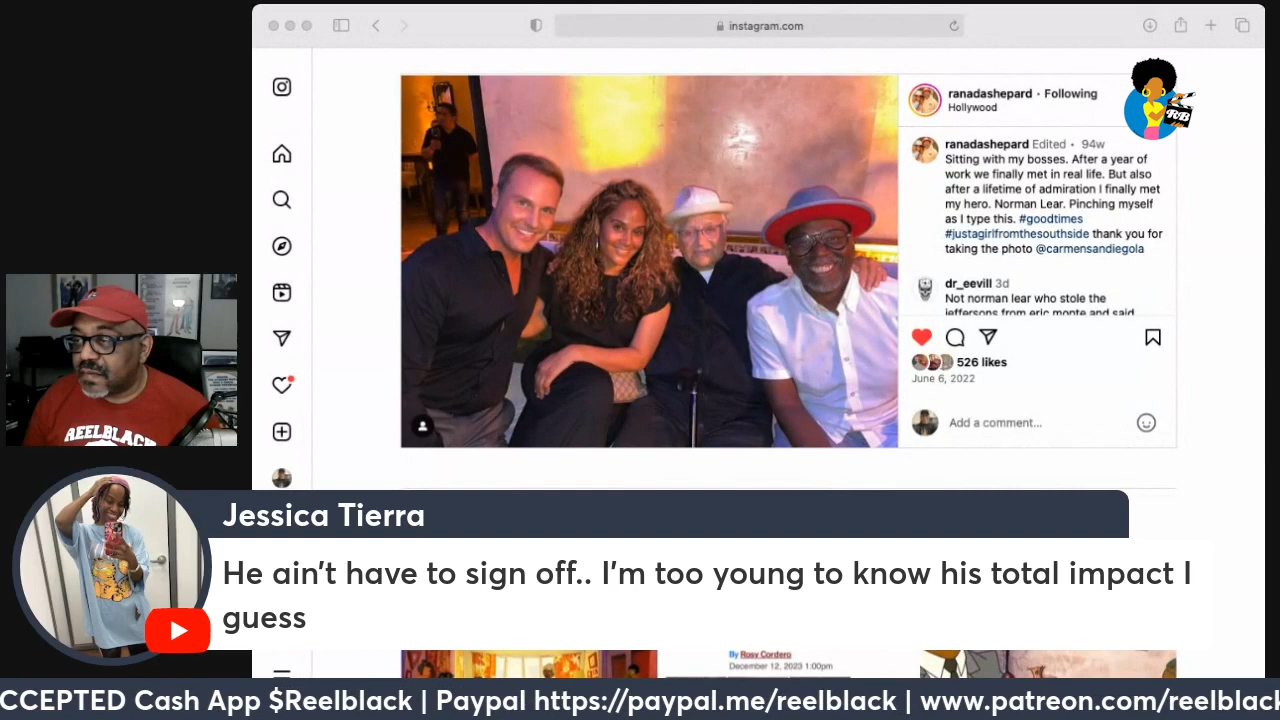 instagram.com
ranadashepard • Following
Hollywood
RB
ranadashepard Edited • 94w
Sitting with my bosses. After a year of
work we finally met in real life. But also
after a lifetime of admiration I finally met
my hero. Norman Lear. Pinching myself
as I type this. #goodtimes
#justagirlfromthesouthside thank you for
taking the photo @carmensandiegola
dr_eevill 3d
Not norman lear who stole the
jeffersons from eric monte and said
526 likes
June 6, 2022
Add a comment...
REELBLACK
Jessica Tierra
He ain't have to sign off.. I'm too young to know his total impact I
guess
By Rosy Cordero
December 12, 2023 1:00pm
CCEPTED Cash App $Reelblack | Paypal https://paypal.me/reelblack | www.patreon.com/reelblack